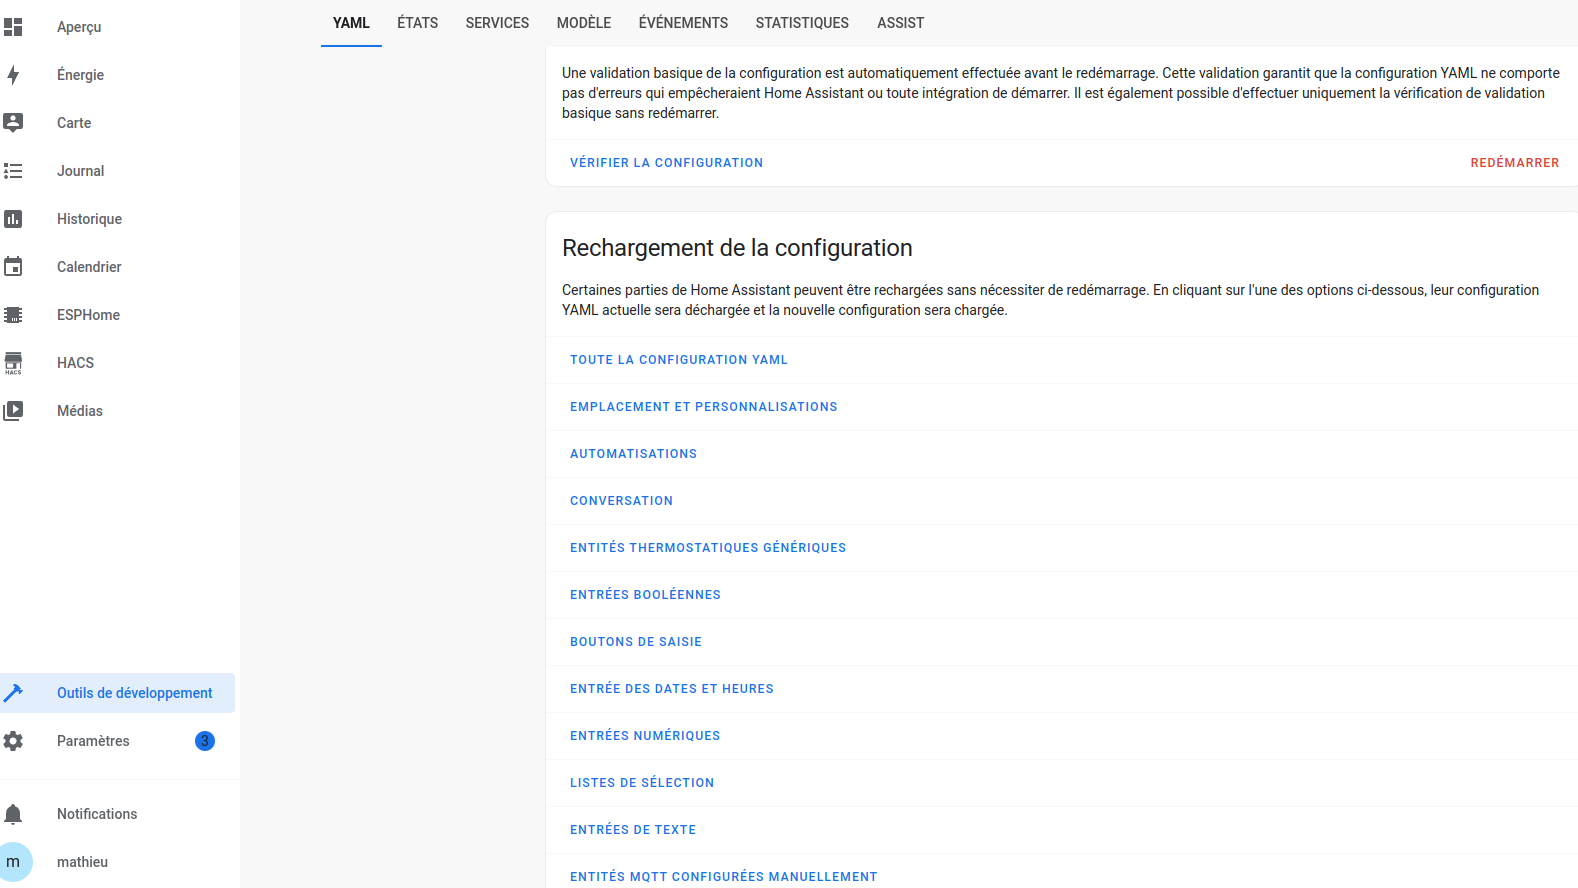 Aperçu
Énergie
Carte
Journal
Historique
Calendrier
ESPHome
HACS
HACS
Médias
Outils de développement
Paramètres 3
Notifications
m mathieu
YAML ÉTATS SERVICES MODÈLE ÉVÉNEMENTS STATISTIQUES ASSIST
Une validation basique de la configuration est automatiquement effectuée avant le redémarrage. Cette validation garantit que la configuration YAML ne comporte
pas d'erreurs qui empêcheraient Home Assistant ou toute intégration de démarrer. Il est également possible d'effectuer uniquement la vérification de validation
basique sans redémarrer.
VÉRIFIER LA CONFIGURATION REDÉMARRER
Rechargement de la configuration
Certaines parties de Home Assistant peuvent être rechargées sans nécessiter de redémarrage. En cliquant sur l'une des options ci-dessous, leur configuration
YAML actuelle sera déchargée et la nouvelle configuration sera chargée.
TOUTE LA CONFIGURATION YAML
EMPLACEMENT ET PERSONNALISATIONS
AUTOMATISATIONS
CONVERSATION
ENTITÉS THERMOSTATIQUES GÉNÉRIQUES
ENTRÉES BOOLÉENNES
BOUTONS DE SAISIE
ENTRÉE DES DATES ET HEURES
ENTRÉES NUMÉRIQUES
LISTES DE SÉLECTION
ENTRÉES DE TEXTE
ENTITÉS MQTT CONFIGURÉES MANUELLEMENT